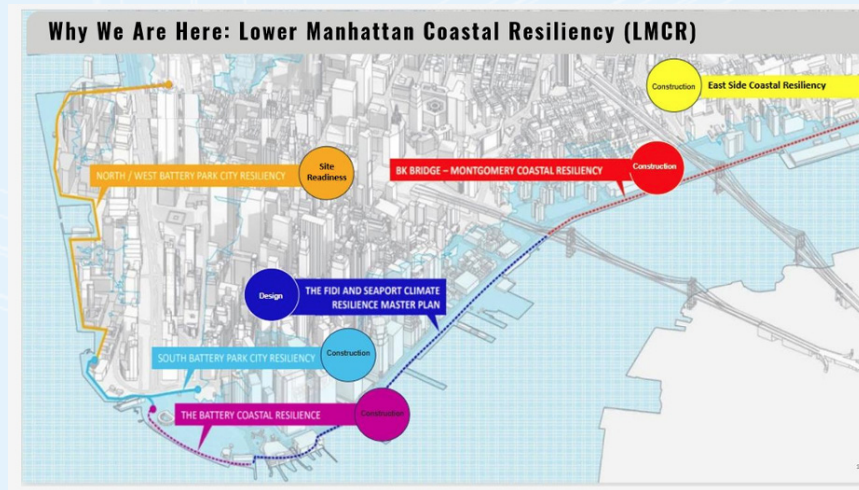 Why We Are Here: Lower Manhattan Coastal Resiliency (LMCR)
Construction
East Side Coastal Resiliency
NORTH / WEST BATTERY PARK CITY RESILIENCY
Site
Readiness
BK BRIDGE – MONTGOMERY COASTAL RESILIENCY
Construction
Design
THE FIDI AND SEAPORT CLIMATE
RESILIENCE MASTER PLAN
SOUTH BATTERY PARK CITY RESILIENCY
Construction
THE BATTERY COASTAL RESILIENCE
Construction